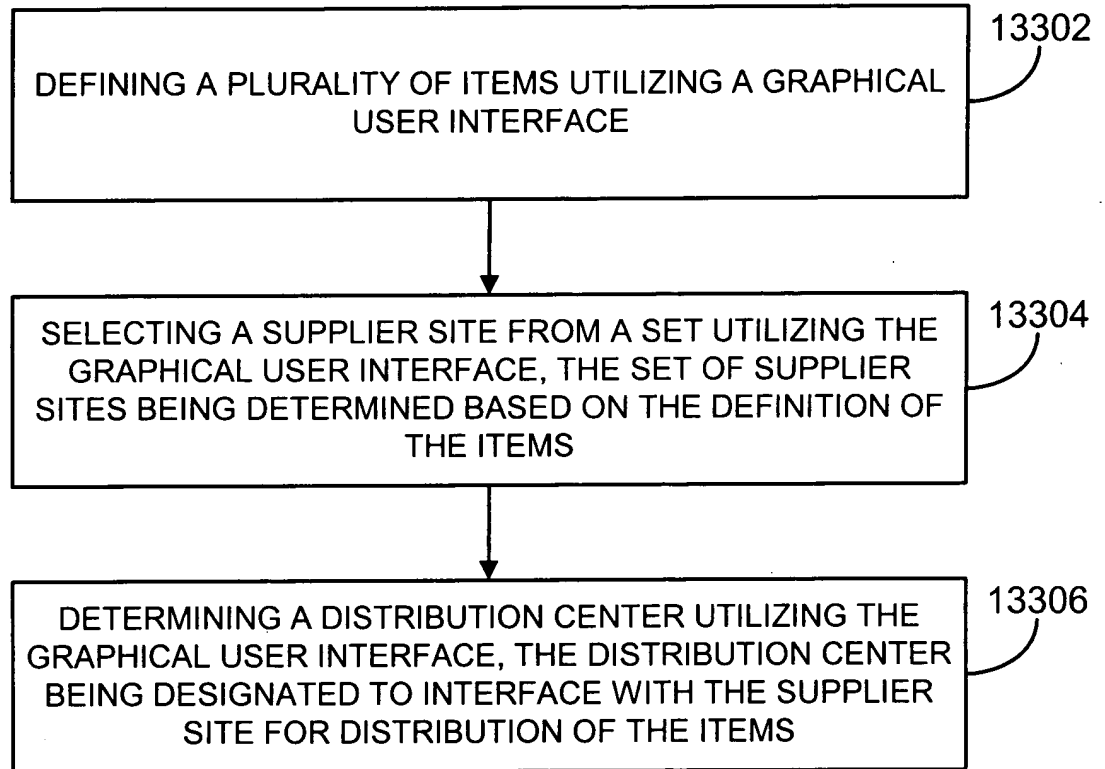 13302
DEFINING A PLURALITY OF ITEMS UTILIZING A GRAPHICAL
USER INTERFACE
13304
SELECTING A SUPPLIER SITE FROM A SET UTILIZING THE
GRAPHICAL USER INTERFACE, THE SET OF SUPPLIER
SITES BEING DETERMINED BASED ON THE DEFINITION OF
THE ITEMS
13306
DETERMINING A DISTRIBUTION CENTER UTILIZING THE
GRAPHICAL USER INTERFACE, THE DISTRIBUTION CENTER
BEING DESIGNATED TO INTERFACE WITH THE SUPPLIER
SITE FOR DISTRIBUTION OF THE ITEMS